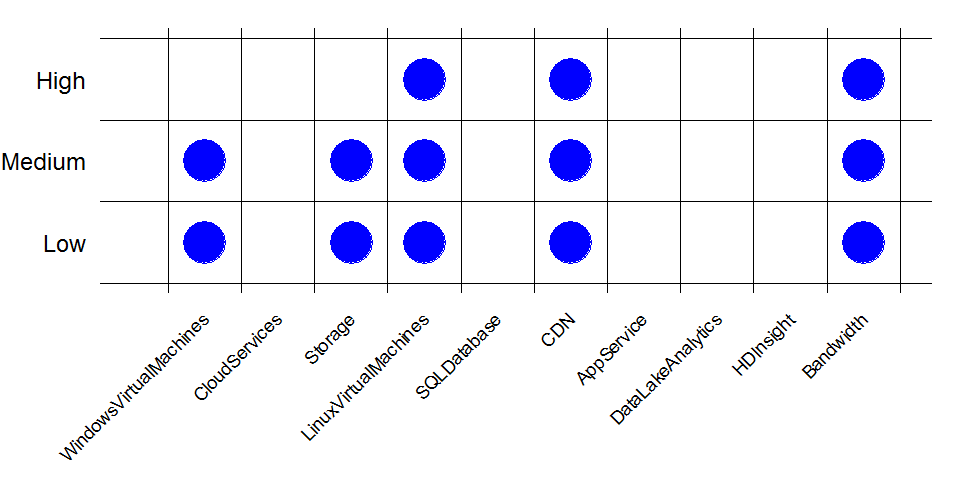 High
Medium
Low
WindowsVirtualMachines
CloudServices
Storage
LinuxVirtualMachines
SQLDatabase
CDN
AppService
DataLakeAnalytics
HDInsight
Bandwidth